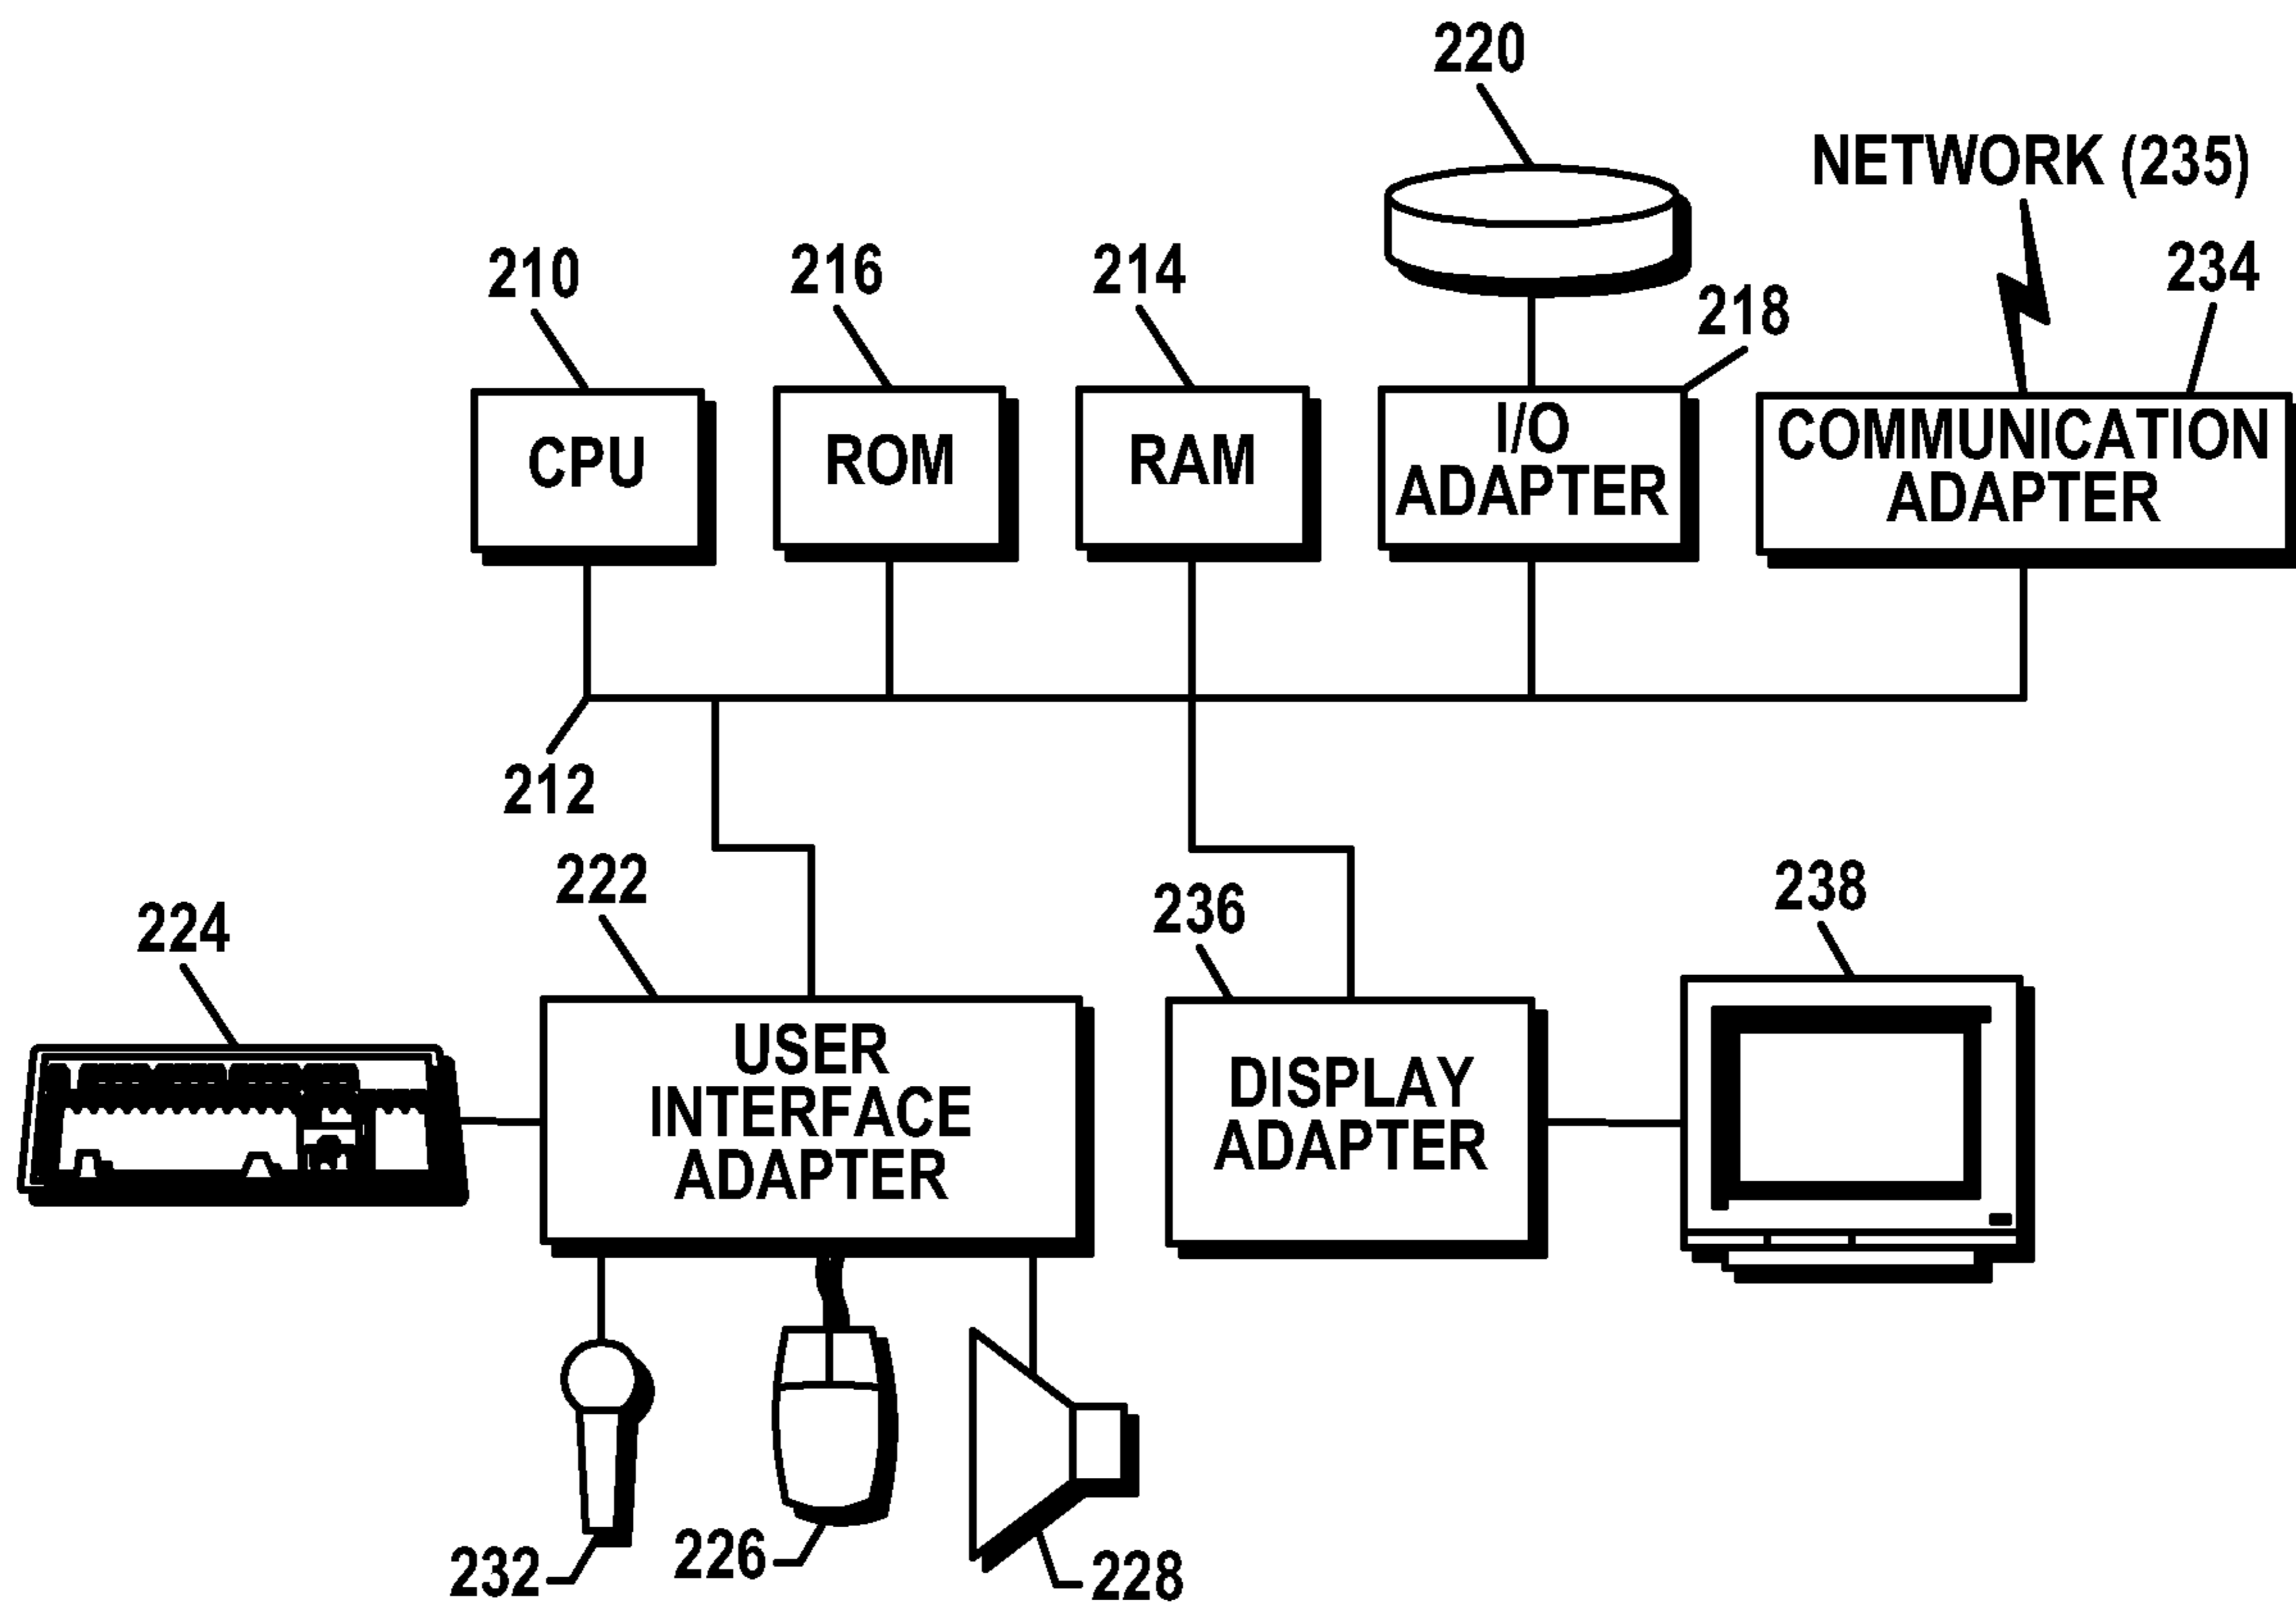 220
NETWORK (235)
210
216
214
218
234
CPU
ROM
RAM
I/O
ADAPTER
COMMUNICATION
ADAPTER
212
222
236
238
224
USER
INTERFACE
ADAPTER
DISPLAY
ADAPTER
232
226
228